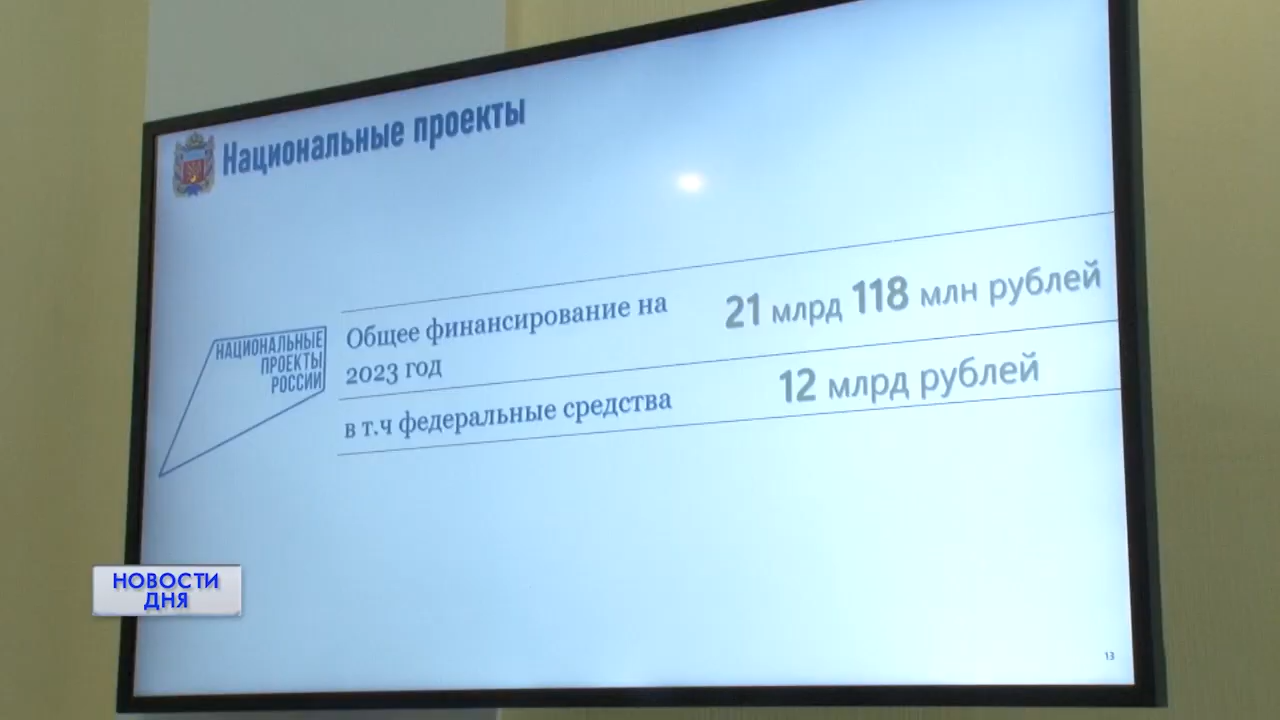 Национальные проекты
НАЦИОНАЛЬНЫЕ
ПРОЕКТЫ
РОССИИ
Общее финансирование на
2023 год
21 млрд 118 млн рублей
в т.ч федеральные средства
12 млрд рублей
НОВОСТИ
ДНЯ
13